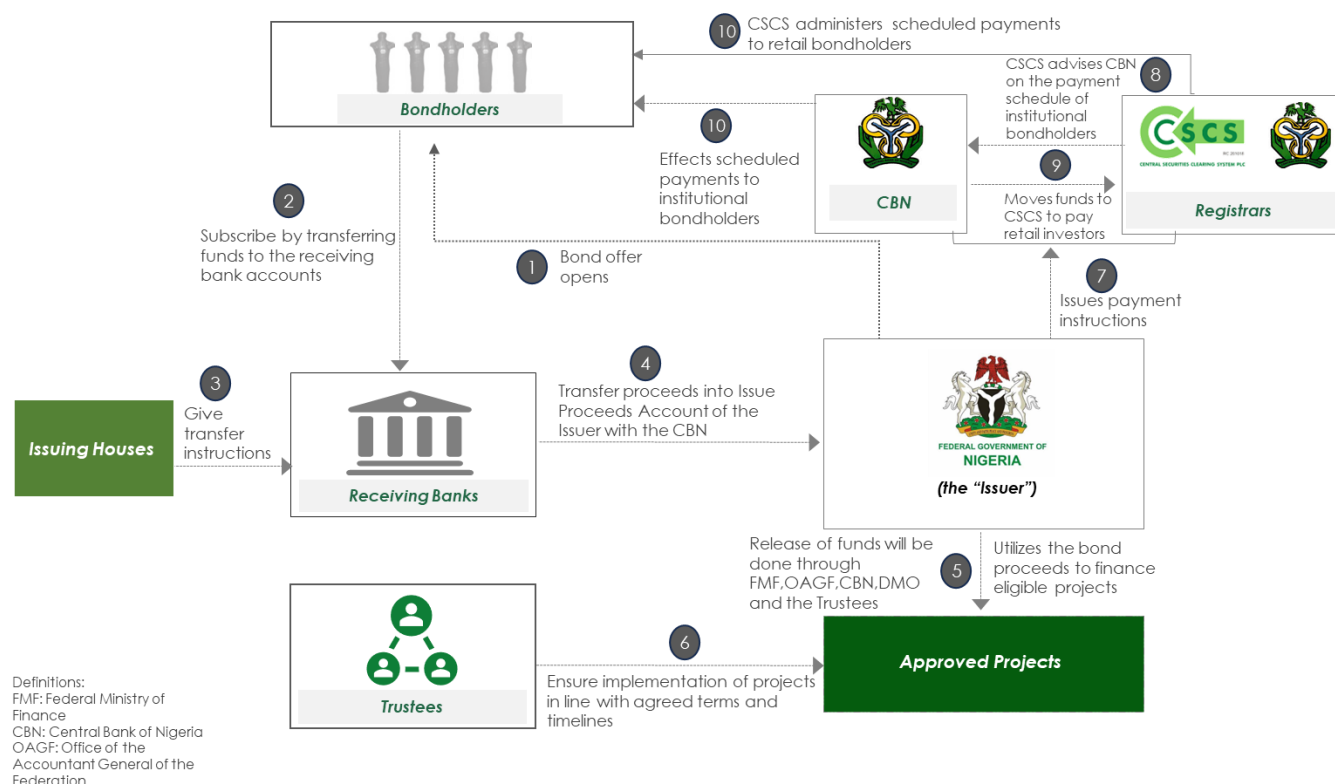 10
CSCS administers scheduled payments
to retail bondholders
Bondholders
CSCS advises CBN
on the payment
schedule of
institutional
bondholders
8
10
Effects scheduled
payments to
institutional
bondholders
CBN
9
Moves funds to
CSCS to pay
retail investors
CSCS
RC 201018
CENTRAL SECURITIES CLEARING SYSTEM PLC
Registrars
2
Subscribe by transferring
funds to the receiving
bank accounts
1
Bond offer
opens
7
Issues payment
instructions
Issuing Houses
3
Give
transfer
instructions
Receiving Banks
4
Transfer proceeds into Issue
Proceeds Account of the
Issuer with the CBN
FEDERAL GOVERNMENT OF
NIGERIA
(the “Issuer”)
Release of funds will be
done through
FMF,OAGF,CBN,DMO
and the Trustees
5
Utilizes the bond
proceeds to finance
eligible projects
Trustees
6
Ensure implementation of projects
in line with agreed terms and
timelines
Approved Projects
Definitions:
FMF: Federal Ministry of
Finance
CBN: Central Bank of Nigeria
OAGF: Office of the
Accountant General of the
Federation